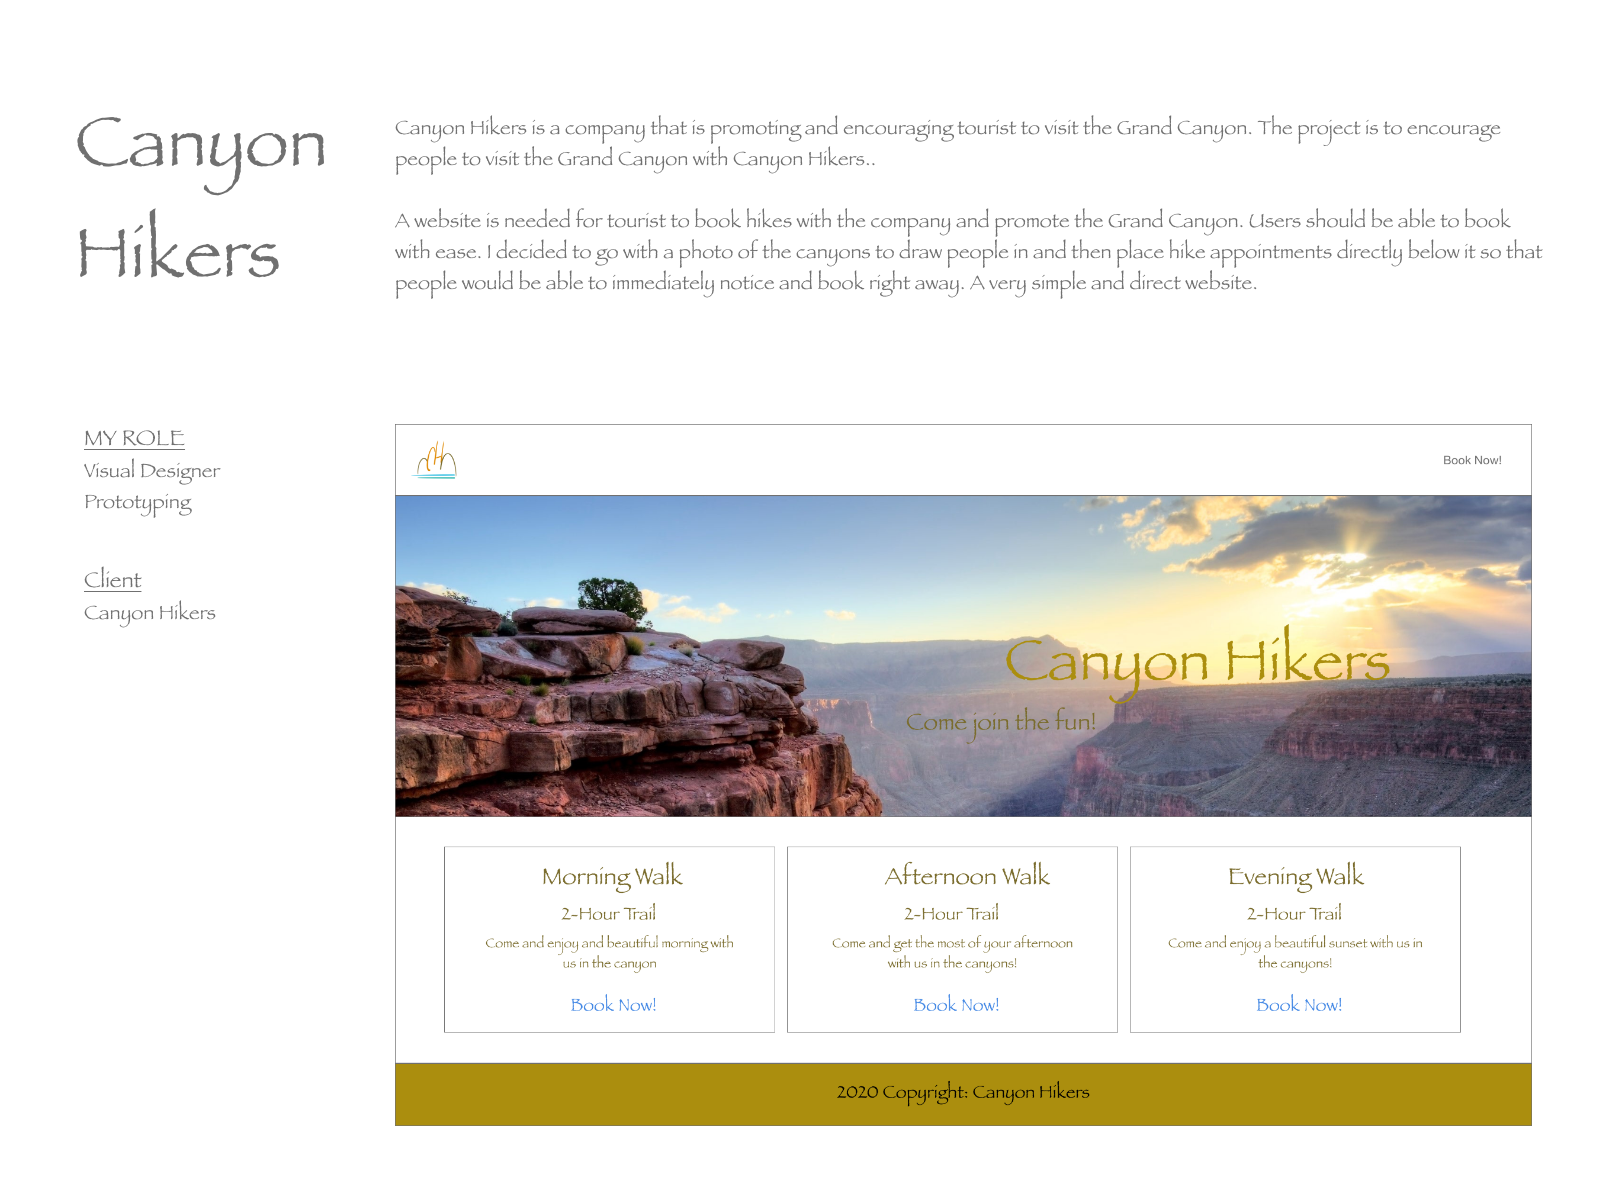 Canyon
Hikers
Canyon Hikers is a company that is promoting and encouraging tourist to visit the Grand Canyon. The project is to encourage
people to visit the Grand Canyon with Canyon Hikers..
A website is needed for tourist to book hikes with the company and promote the Grand Canyon. Users should be able to book
with ease. I decided to go with a photo of the canyons to draw people in and then place hike appointments directly below it so that
people would be able to immediately notice and book right away. A very simple and direct website.
MY ROLE
Visual Designer
Prototyping
Client
Canyon Hikers
Book Now!
Canyon Hikers
Come join the fun!
Morning Walk
2-Hour Trail
Come and enjoy and beautiful morning with
us in the canyon
Book Now!
Afternoon Walk
2-Hour Trail
Come and get the most of your afternoon
with us in the canyons!
Book Now!
Evening Walk
2-Hour Trail
Come and enjoy a beautiful sunset with us in
the canyons!
Book Now!
2020 Copyright: Canyon Hikers